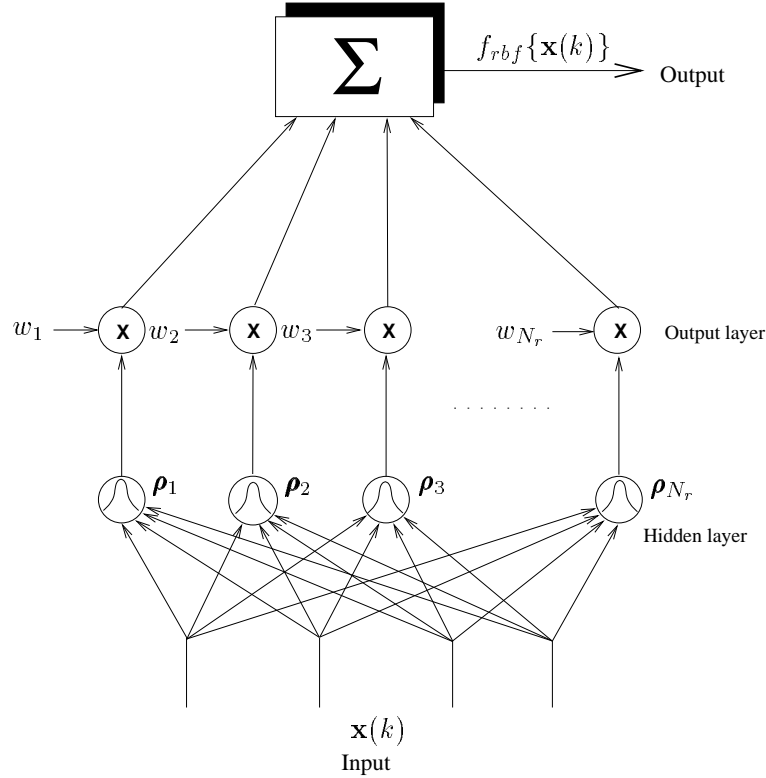 Σ
f_{rbf}{x(k)}
Output
w_1 x w_2 x w_3 x w_{N_r} x Output layer
. . . . . . . .
ρ_1 ρ_2 ρ_3 ρ_{N_r}
Hidden layer
x(k)
Input